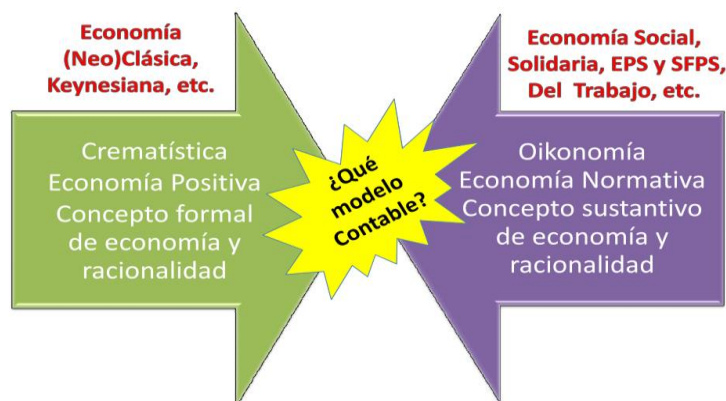 Economía
(Neo)Clásica,
Keynesiana, etc.
Crematística
Economía Positiva
Concepto formal
de economía y
racionalidad
¿Qué
modelo
Contable?
Economía Social,
Solidaria, EPS y SFPS,
Del Trabajo, etc.
Oikonomía
Economía Normativa
Concepto sustantivo
de economía y
racionalidad